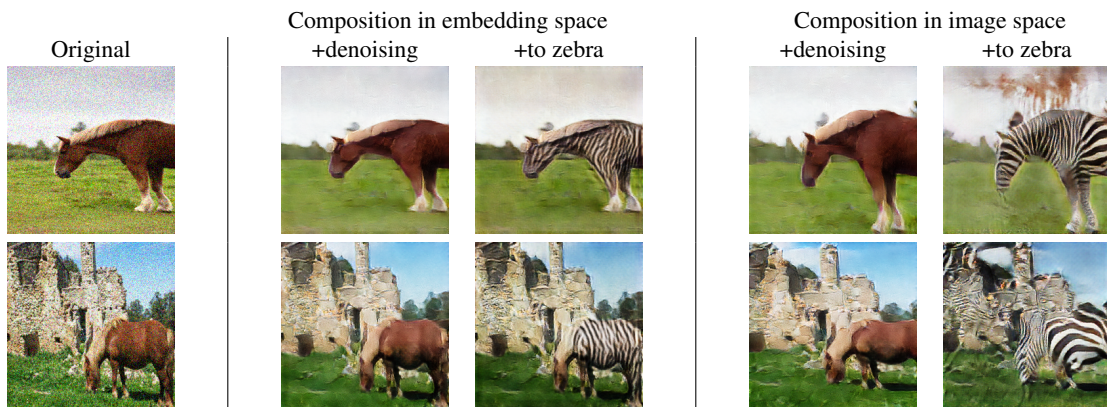 Composition in embedding space
Composition in image space
Original
+denoising
+to zebra
+denoising
+to zebra